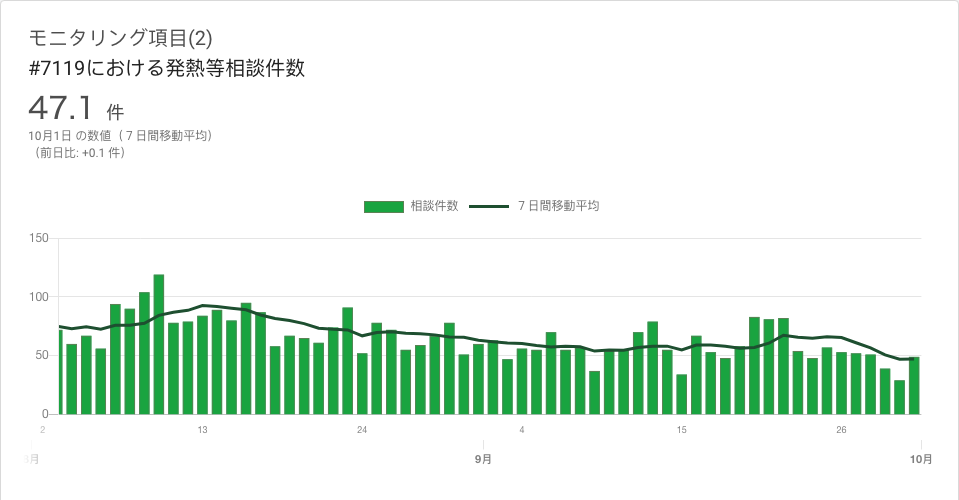 モニタリング項目(2)
#7119における発熱等相談件数
47.1 件
10月1日 の数値（７日間移動平均）
（前日比: +0.1 件）
相談件数 ７日間移動平均
150
100
50
0
2 13 24 4 15 26
月 9月 10月